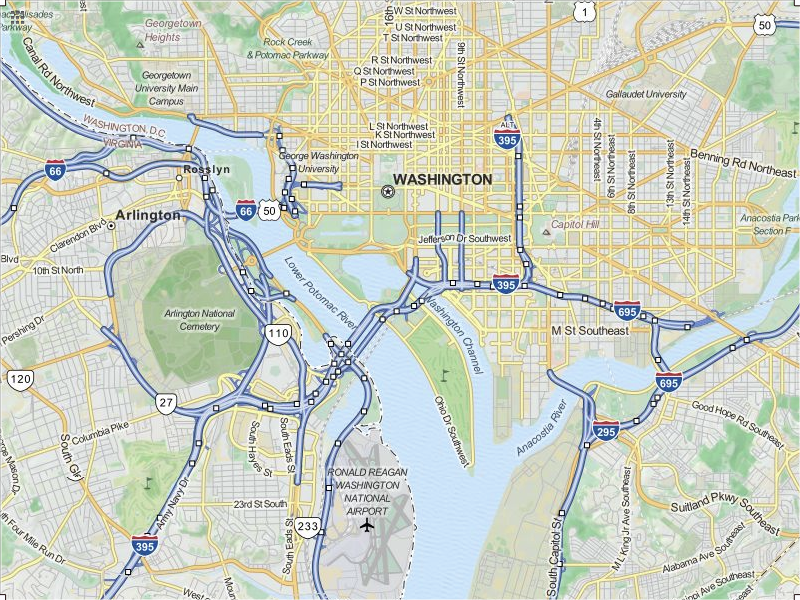 W St Northwest
16th St
1
50
Georgetown
Heights
U St Northwest
T St Northwest
Rock Creek
& Potomac Parkway
9th St Northwest
Canal Rd Northwest
R St Northwest
Q St Northwest
P St Northwest
Georgetown
University Main
Campus
Gallaudet University
WASHINGTON, D.C.
VIRGINIA
L St Northwest
K St Northwest
I St Northwest
ALT
395
4th St Northeast
6th St Northeast
8th St Northeast
13th St Northeast
14th St Northeast
Benning Rd Northeast
George Washington
University
66
Rosslyn
WASHINGTON
66
50
Arlington
Clarendon Blvd
Capitol Hill
Anacostia Park
Section F
Jefferson Dr Southwest
Blvd
10th St North
Lower Potomac River
395
695
Washington Channel
Arlington National
Cemetery
Pershing Dr
110
M St Southeast
120
27
695
Ohio Dr Southwest
Good Hope Rd Southeast
Columbia Pike
South Hayes St
South Eads St
Anacostia River
295
RONALD REAGAN
WASHINGTON
NATIONAL
AIRPORT
Army Navy Dr
23rd St South
233
South Eads St
395
South Capitol St
M L King Jr Ave Southeast
Suitland Pkwy Southeast
Alabama Ave Southeast
South Four Mile Run Dr